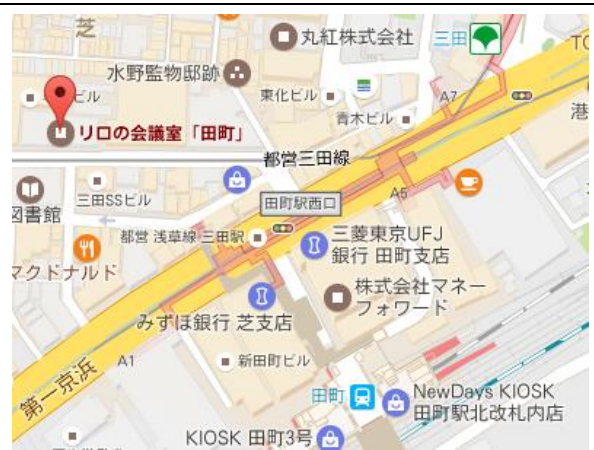 芝
丸紅株式会社
三田
TO
水野監物邸跡
ビル
東化ビル
A7
港
青木ビル
リロの会議室「田町」
都営三田線
三田SSビル
田町駅西口
A5
図書館
都営 浅草線 三田駅
三菱東京UFJ
銀行 田町支店
マクドナルド
株式会社マネー
フォワード
みずほ銀行 芝支店
A1
新田町ビル
第一京浜
田町
NewDays KIOSK
田町駅北改札内店
KIOSK 田町3号